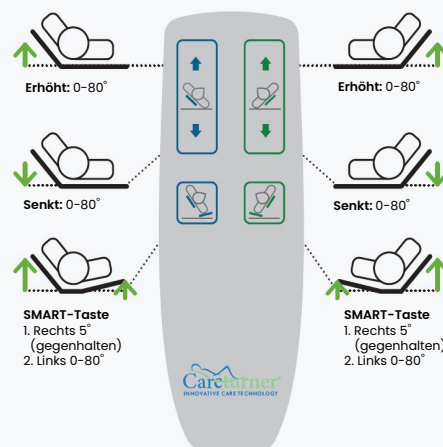 Erhöht: 0-80°
Erhöht: 0-80°
Senkt: 0-80°
Senkt: 0-80°
SMART-Taste
1. Rechts 5°
(gegenhalten)
2. Links 0-80°
SMART-Taste
1. Rechts 5°
(gegenhalten)
2. Links 0-80°
Careturner®
INNOVATIVE CARE TECHNOLOGY